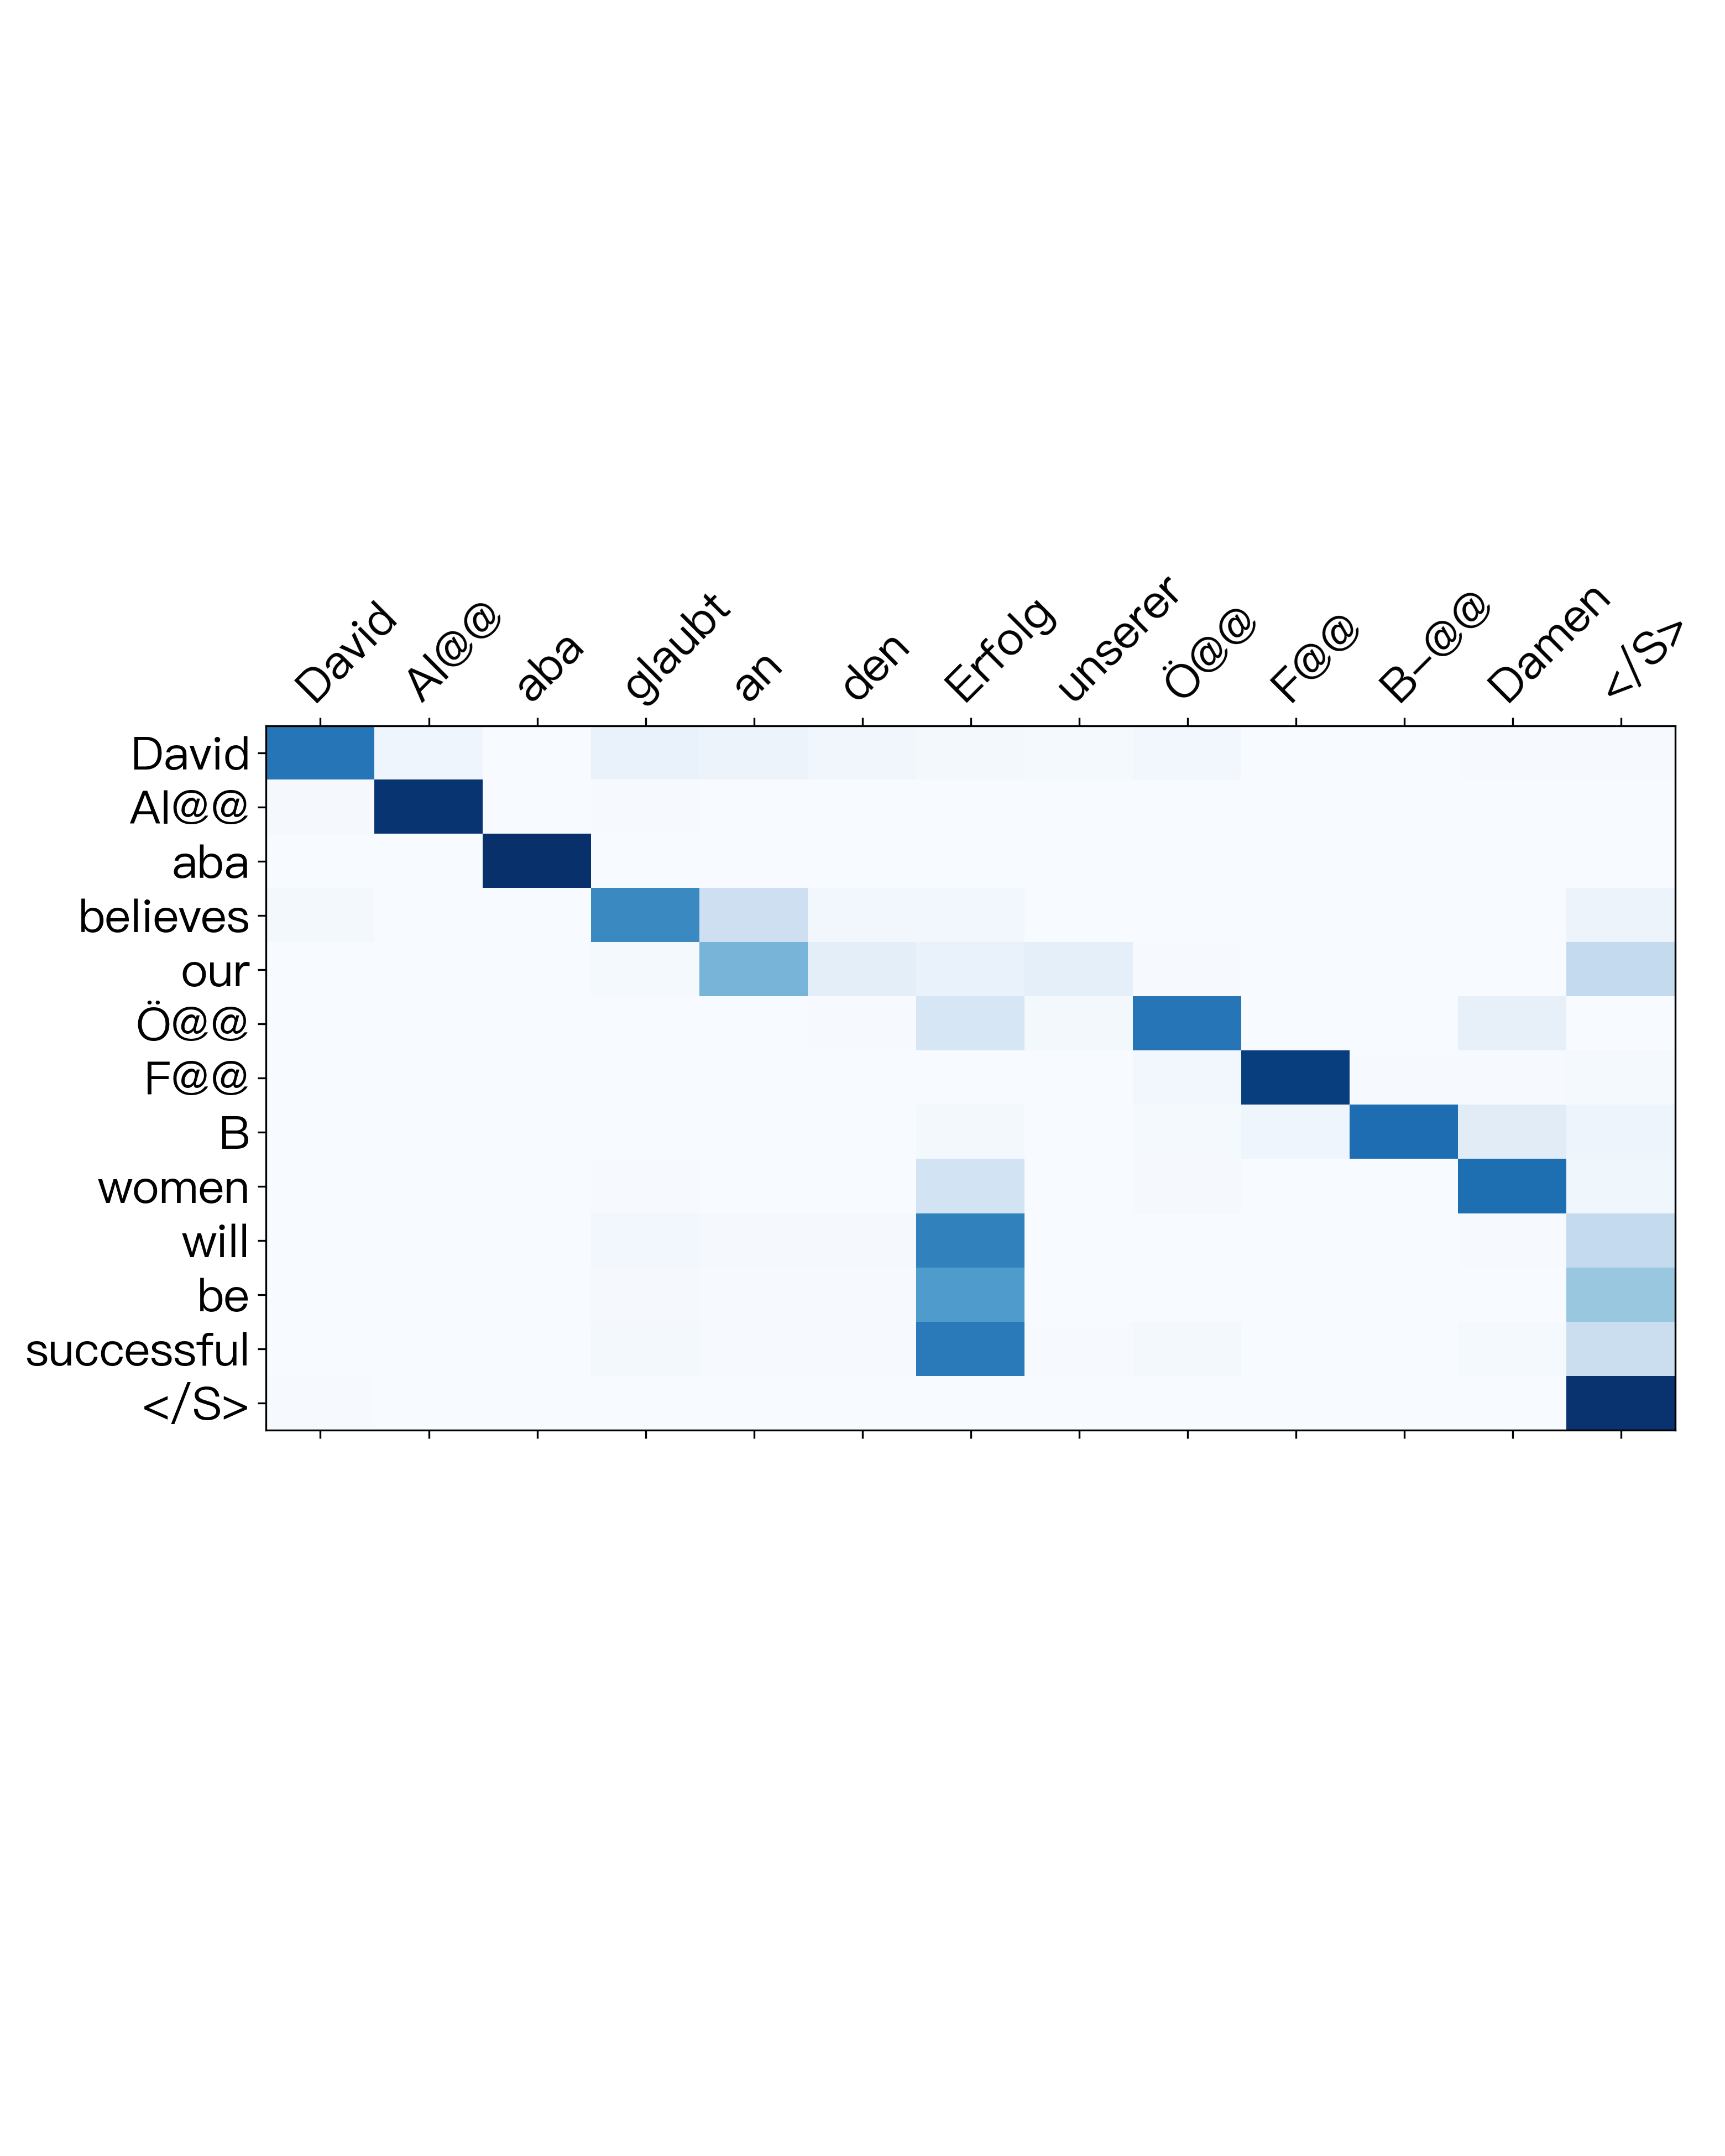 David Al@@ aba glaubt an den Erfolg unserer Ö@@ F@@ B–@@ Damen </S>
David
Al@@
aba
believes
our
Ö@@
F@@
B
women
will
be
successful
</S>